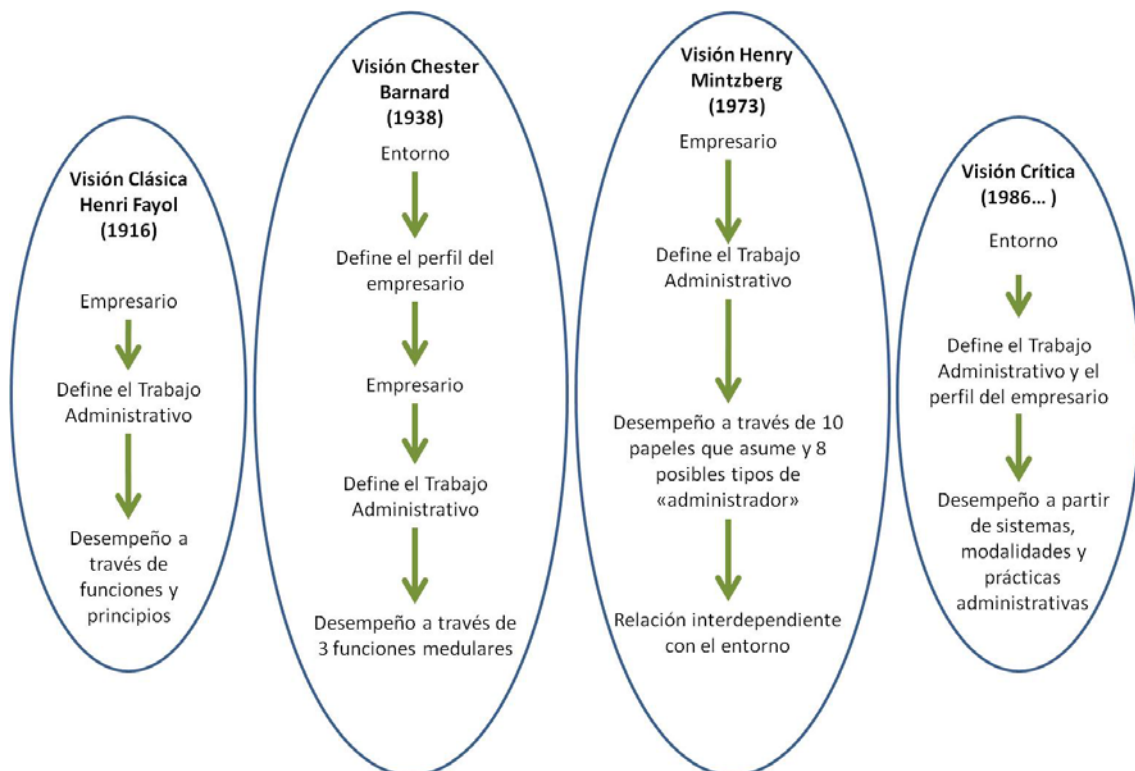 Visión Clásica
Henri Fayol
(1916)
Empresario
Define el Trabajo
Administrativo
Desempeño a
través de
funciones y
principios
Visión Chester
Barnard
(1938)
Entorno
Define el perfil del
empresario
Empresario
Define el Trabajo
Administrativo
Desempeño a través de
3 funciones medulares
Visión Henry
Mintzberg
(1973)
Empresario
Define el Trabajo
Administrativo
Desempeño a través de 10
papeles que asume y 8
posibles tipos de
«administrador»
Relación interdependiente
con el entorno
Visión Crítica
(1986... )
Entorno
Define el Trabajo
Administrativo y el
perfil del empresario
Desempeño a partir
de sistemas,
modalidades y
prácticas
administrativas